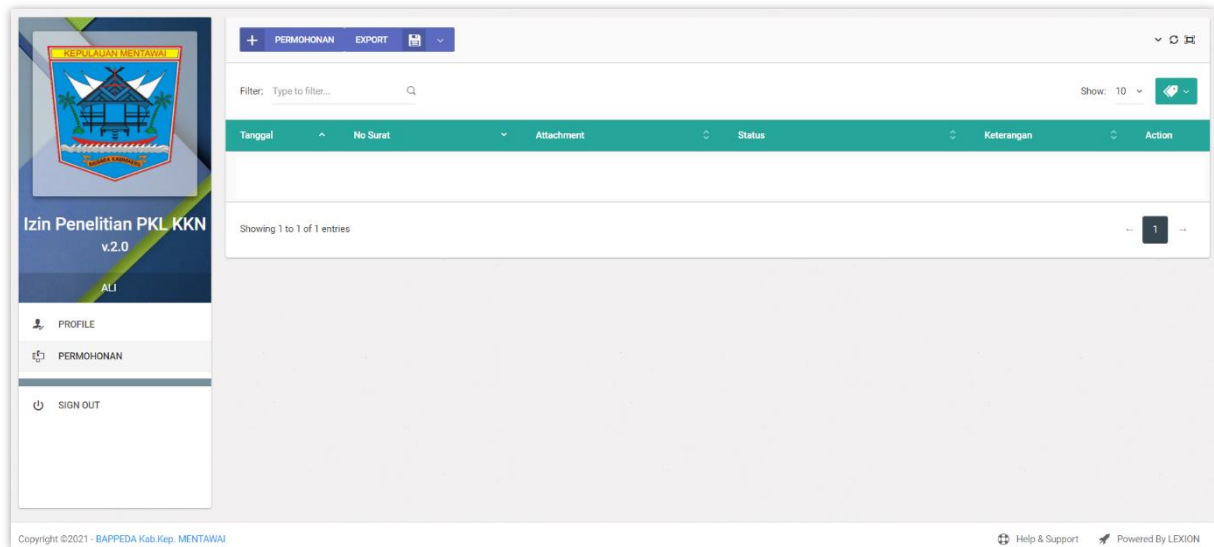 KEPULAUAN MENTAWAI
Izin Penelitian PKL KKN
v.2.0
ALI
PROFILE
PERMOHONAN
SIGN OUT
PERMOHONAN EXPORT
Filter: Type to filter... Show: 10
Tanggal No Surat Attachment Status Keterangan Action
Showing 1 to 1 of 1 entries ← 1 →
Copyright ©2021 - BAPPEDA Kab.Kep. MENTAWAI Help & Support Powered By LEXION